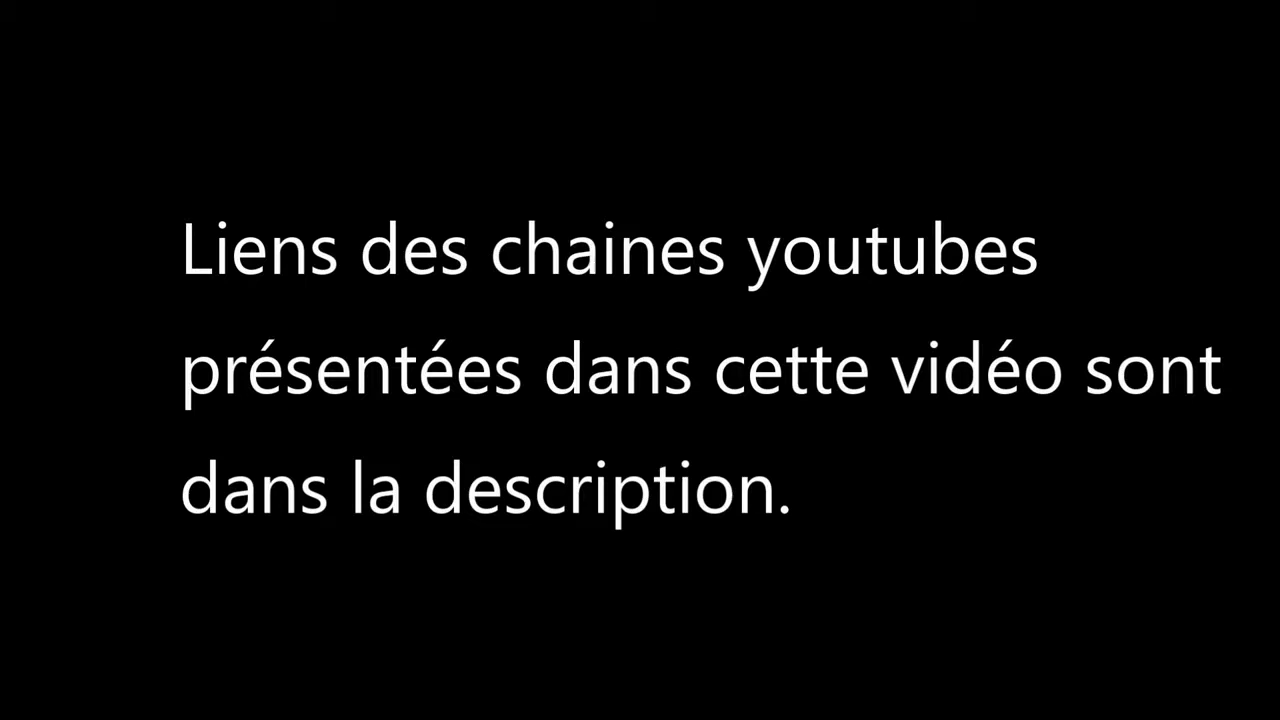 Liens des chaines youtubes
présentées dans cette vidéo sont
dans la description.